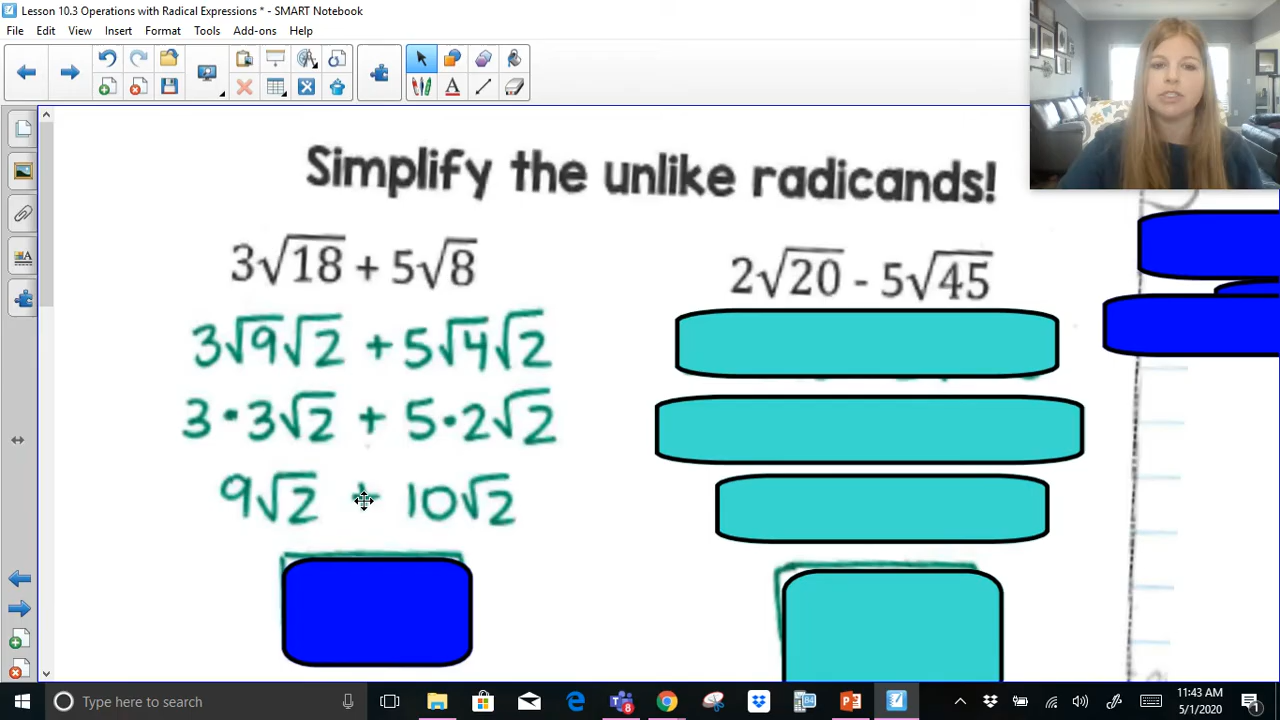 Lesson 10.3 Operations with Radical Expressions * - SMART Notebook
File Edit View Insert Format Tools Add-ons Help
Simplify the unlike radicands!
3√18 + 5√8
3√9√2 + 5√4√2
3•3√2 + 5•2√2
9√2 + 10√2
2√20 - 5√45
Type here to search
11:43 AM
5/1/2020
8
1